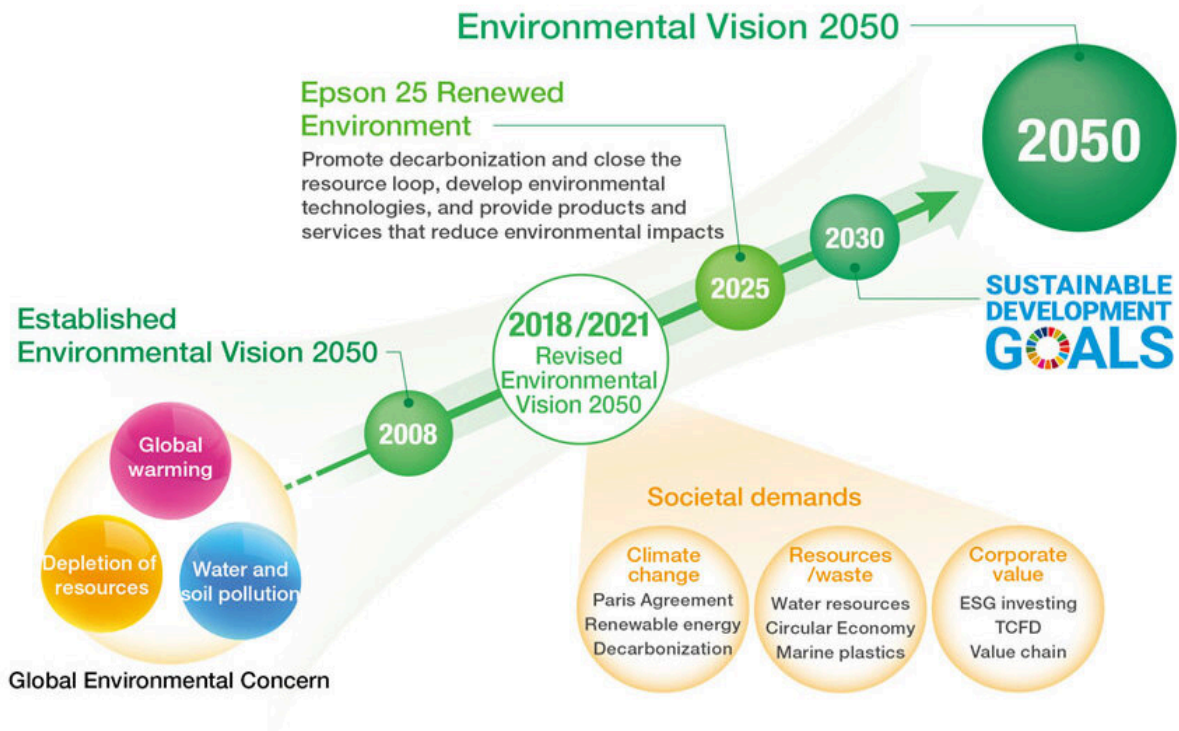 Environmental Vision 2050
2050
Epson 25 Renewed
Environment
Promote decarbonization and close the
resource loop, develop environmental
technologies, and provide products and
services that reduce environmental impacts
2030
2025
SUSTAINABLE
DEVELOPMENT
GOALS
2018/2021
Revised
Environmental
Vision 2050
Established
Environmental Vision 2050
2008
Global
warming
Depletion of
resources
Water and
soil pollution
Global Environmental Concern
Societal demands
Climate
change
Paris Agreement
Renewable energy
Decarbonization
Resources
/waste
Water resources
Circular Economy
Marine plastics
Corporate
value
ESG investing
TCFD
Value chain